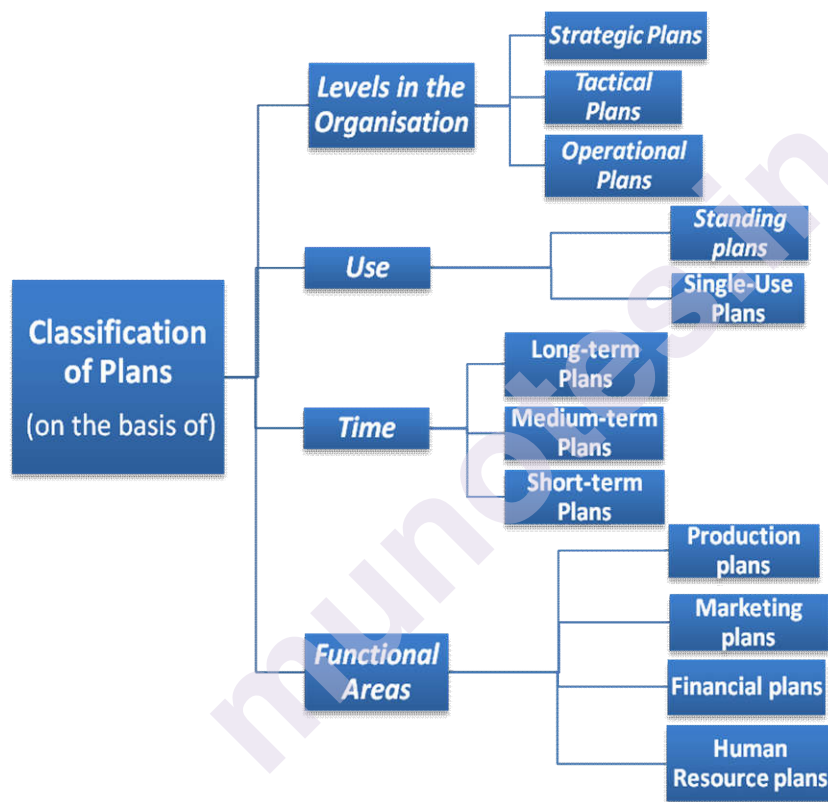 Classification
of Plans
(on the basis of)
Levels in the
Organisation
Strategic Plans
Tactical
Plans
Operational
Plans
Use
Standing
plans
Single-Use
Plans
Time
Long-term
Plans
Medium-term
Plans
Short-term
Plans
Functional
Areas
Production
plans
Marketing
plans
Financial plans
Human
Resource plans
munotes.in